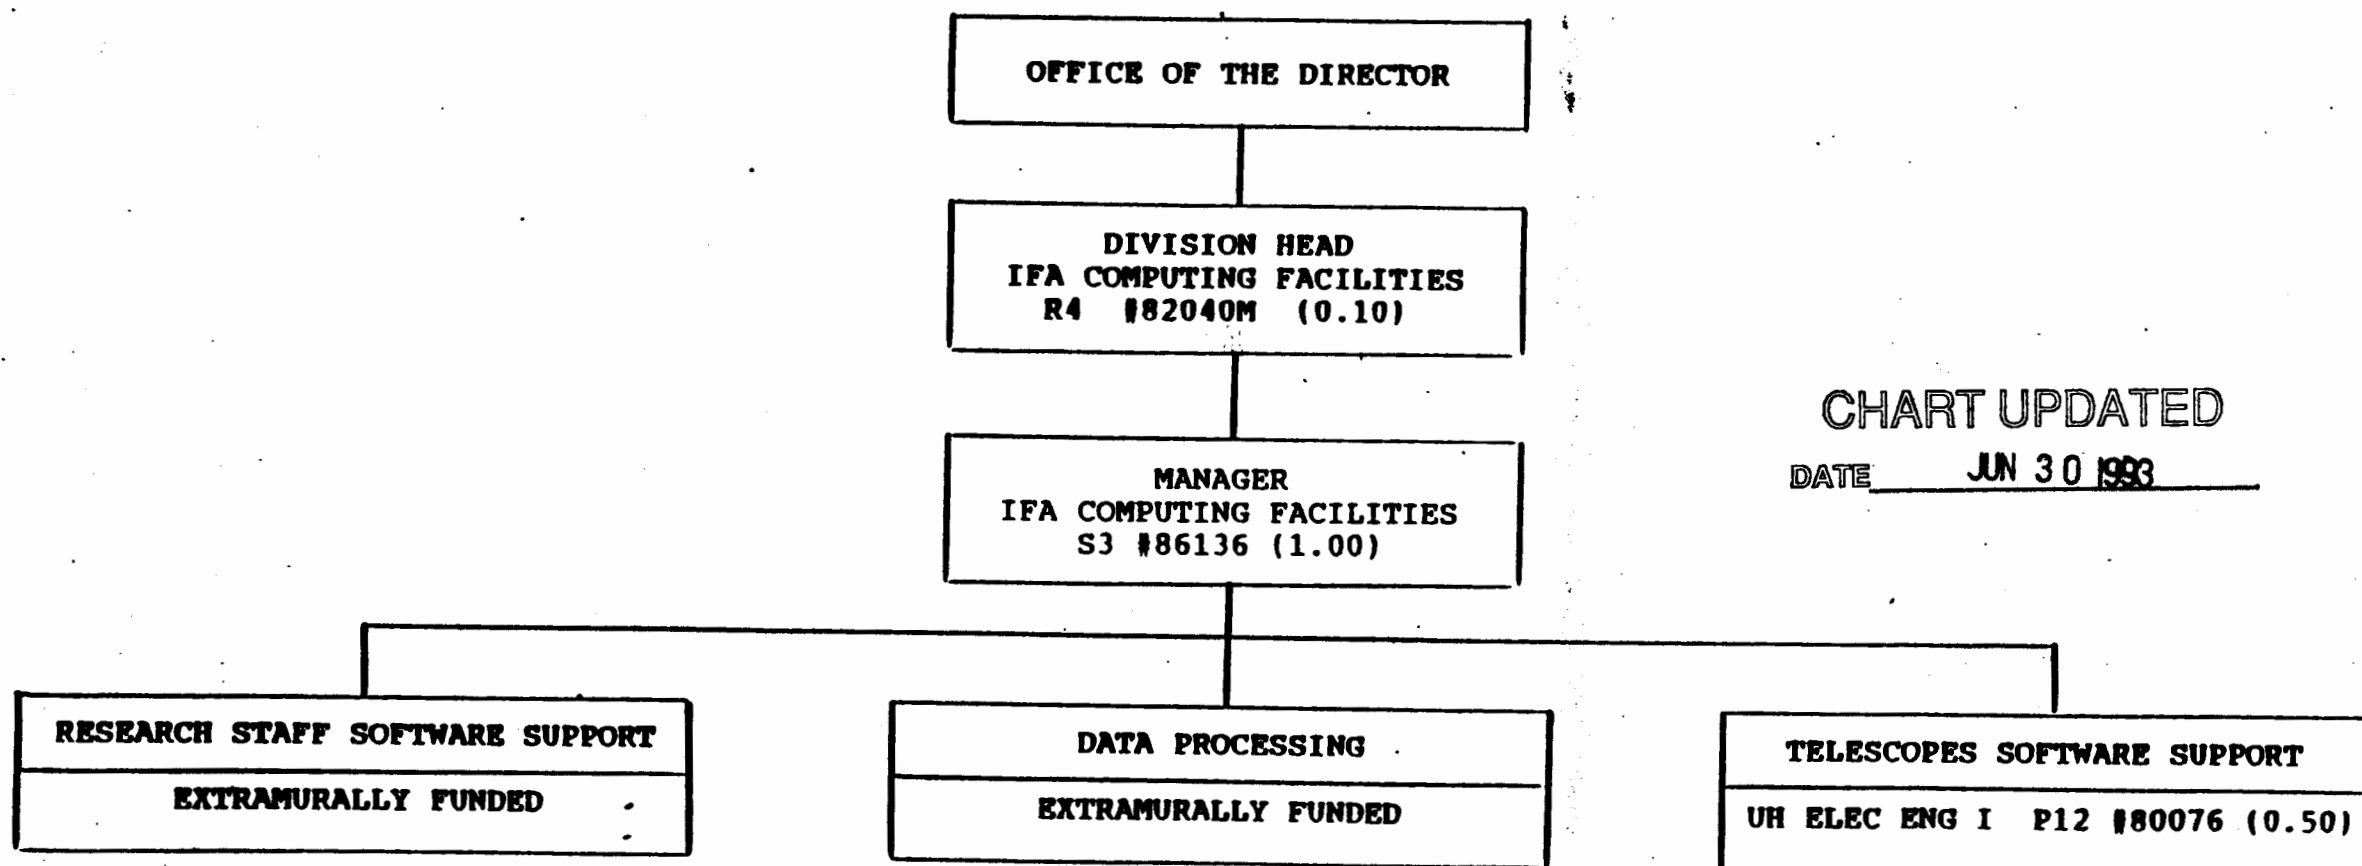 OFFICE OF THE DIRECTOR
DIVISION HEAD
IFA COMPUTING FACILITIES
R4 #82040M (0.10)
CHART UPDATED
DATE JUN 30 1993
MANAGER
IFA COMPUTING FACILITIES
S3 #86136 (1.00)
RESEARCH STAFF SOFTWARE SUPPORT
EXTRAMURALLY FUNDED
DATA PROCESSING
EXTRAMURALLY FUNDED
TELESCOPES SOFTWARE SUPPORT
UH ELEC ENG I P12 #80076 (0.50)